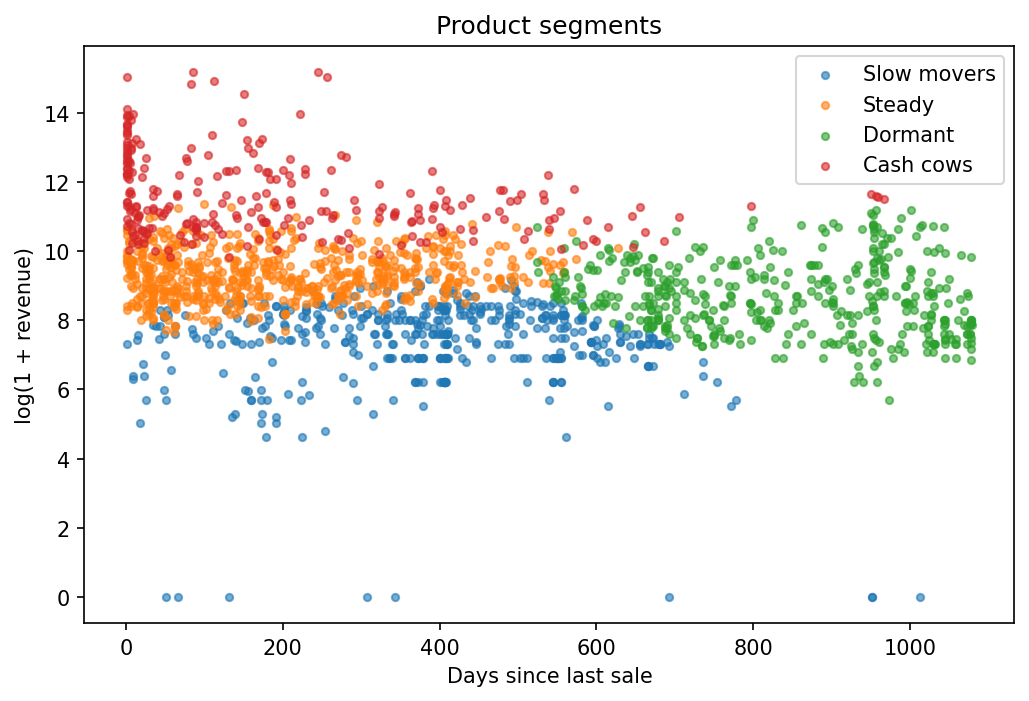 Product segments
Slow movers
Steady
Dormant
Cash cows
log(1 + revenue)
14
12
10
8
6
4
2
0
0 200 400 600 800 1000
Days since last sale